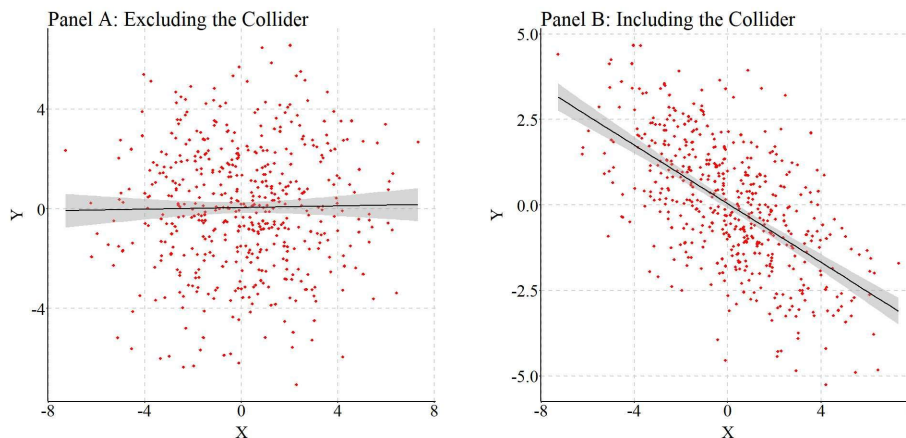 Panel A: Excluding the Collider
4
0
-4
Y
-8
-4
0
4
8
X
Panel B: Including the Collider
5.0
2.5
0.0
-2.5
-5.0
Y
-8
-4
0
4
X